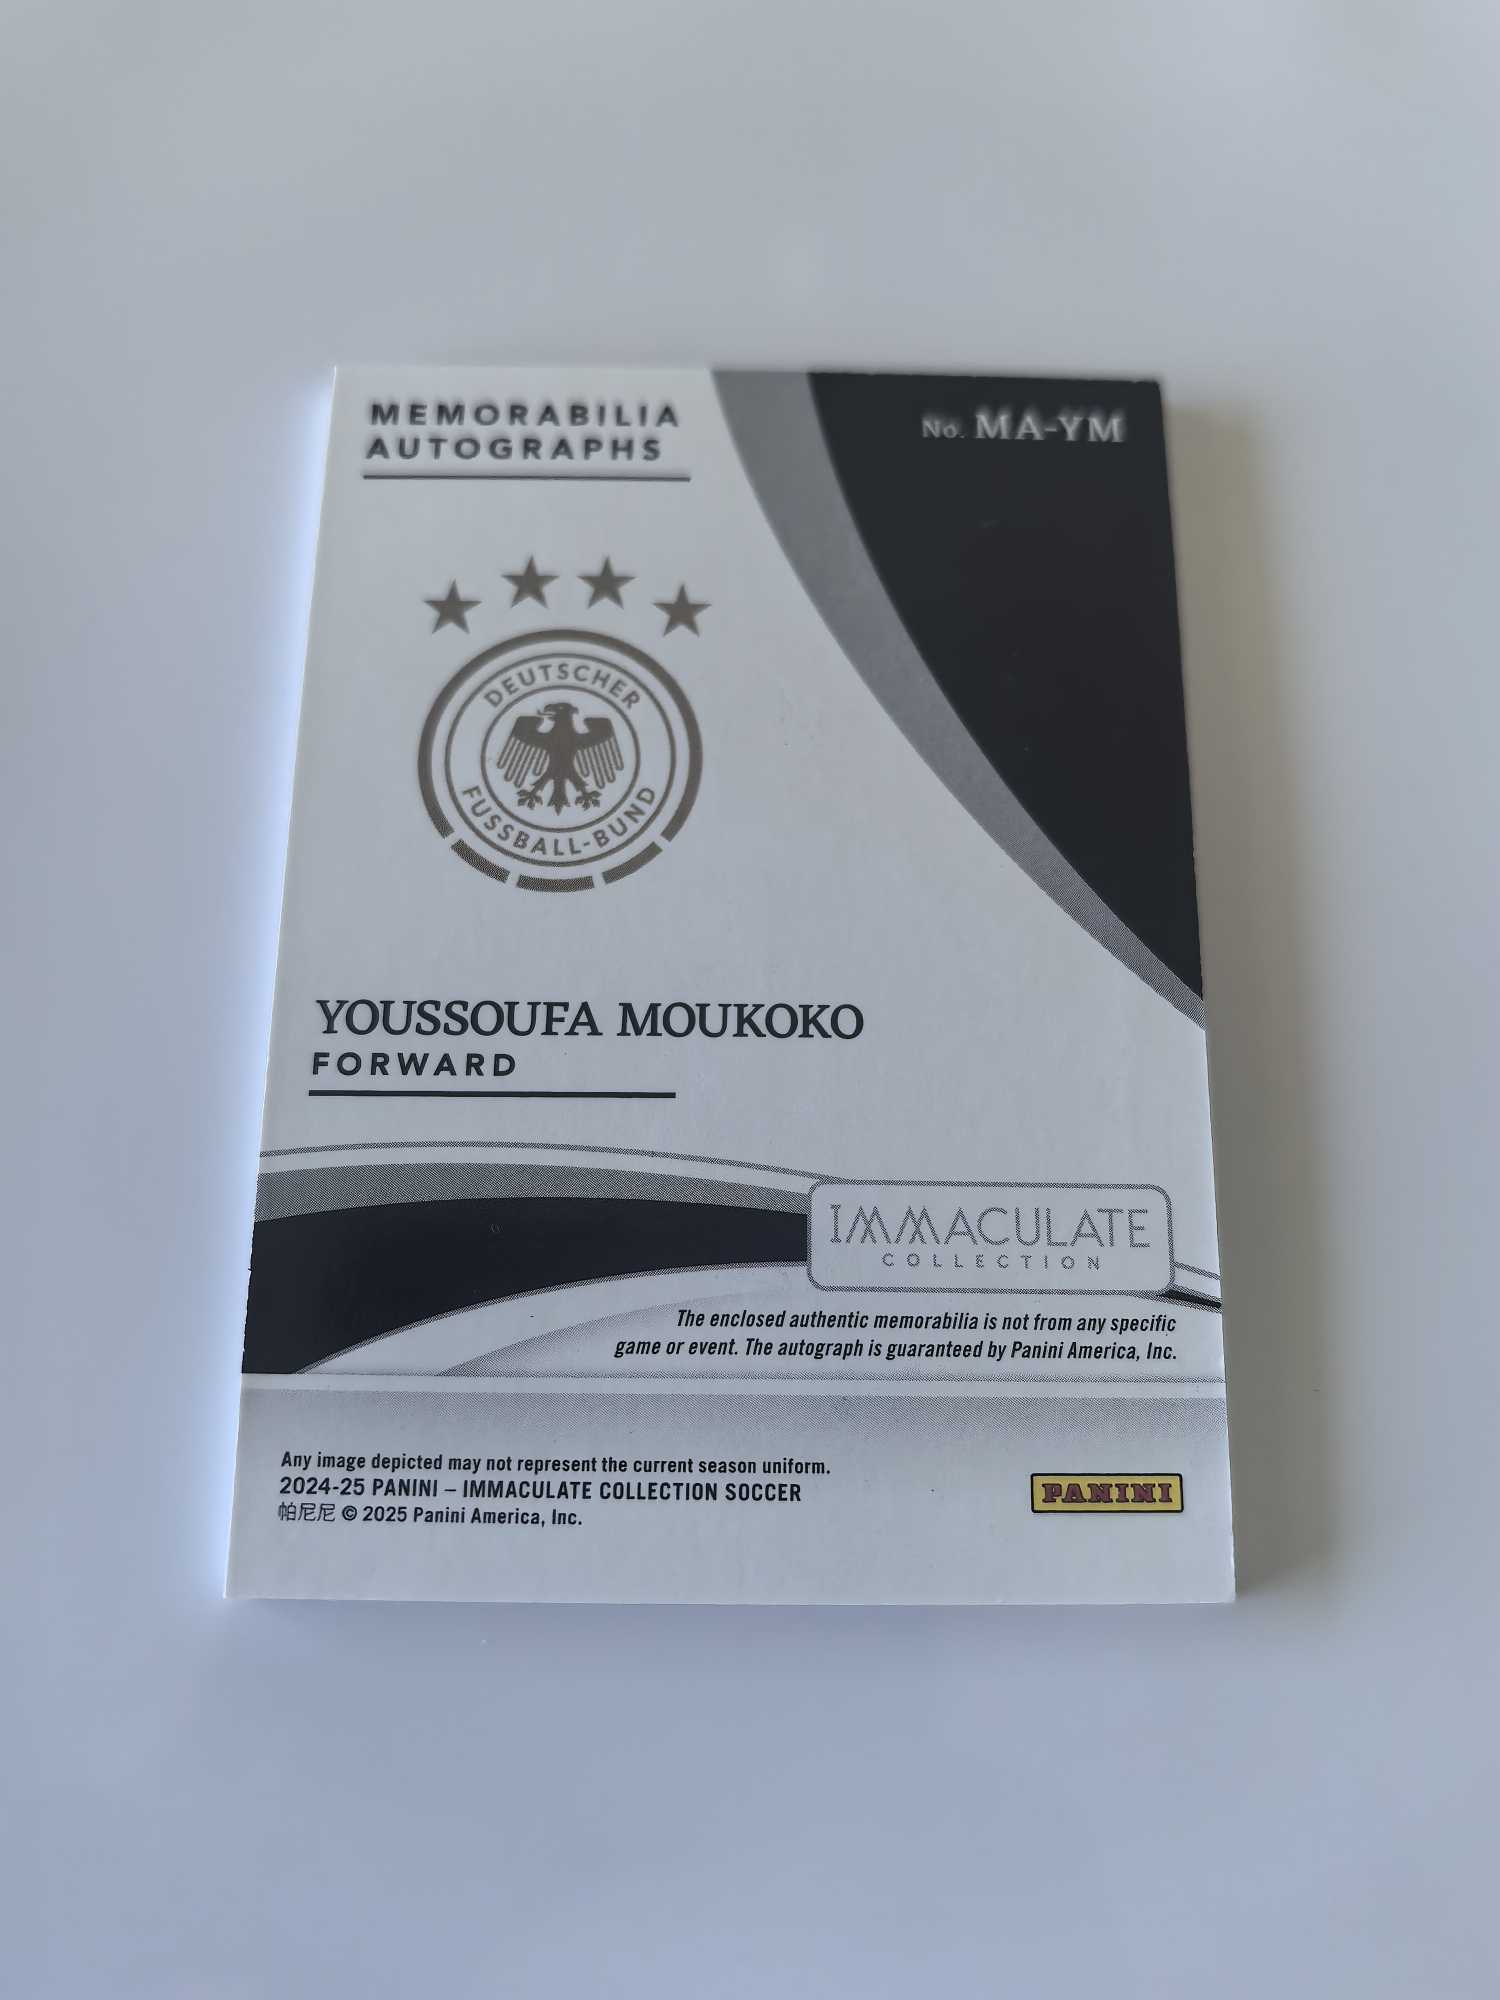 MEMORABILIA
AUTOGRAPHS
No. MA-YM
DEUTSCHER
FUSSBALL-BUND
YOUSSOUFA MOUKOKO
FORWARD
IMMACULATE
COLLECTION
The enclosed authentic memorabilia is not from any specific
game or event. The autograph is guaranteed by Panini America, Inc.
Any image depicted may not represent the current season uniform.
2024-25 PANINI – IMMACULATE COLLECTION SOCCER
帕尼尼 © 2025 Panini America, Inc.
PANINI